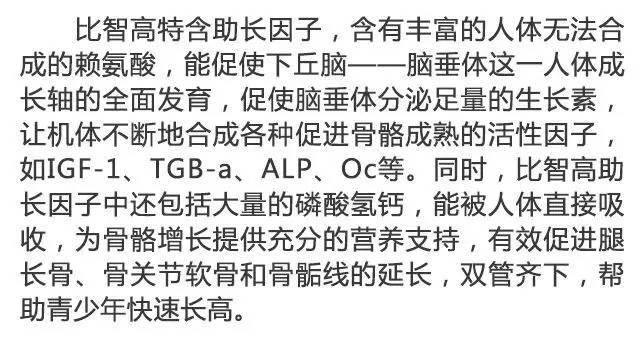 比智高特含助长因子，含有丰富的人体无法合
成的赖氨酸，能促使下丘脑——脑垂体这一人体成
长轴的全面发育，促使脑垂体分泌足量的生长素，
让机体不断地合成各种促进骨骼成熟的活性因子，
如IGF-1、TGB-a、ALP、Oc等。同时，比智高助
长因子中还包括大量的磷酸氢钙，能被人体直接吸
收，为骨骼增长提供充分的营养支持，有效促进腿
长骨、骨关节软骨和骨骺线的延长，双管齐下，帮
助青少年快速长高。